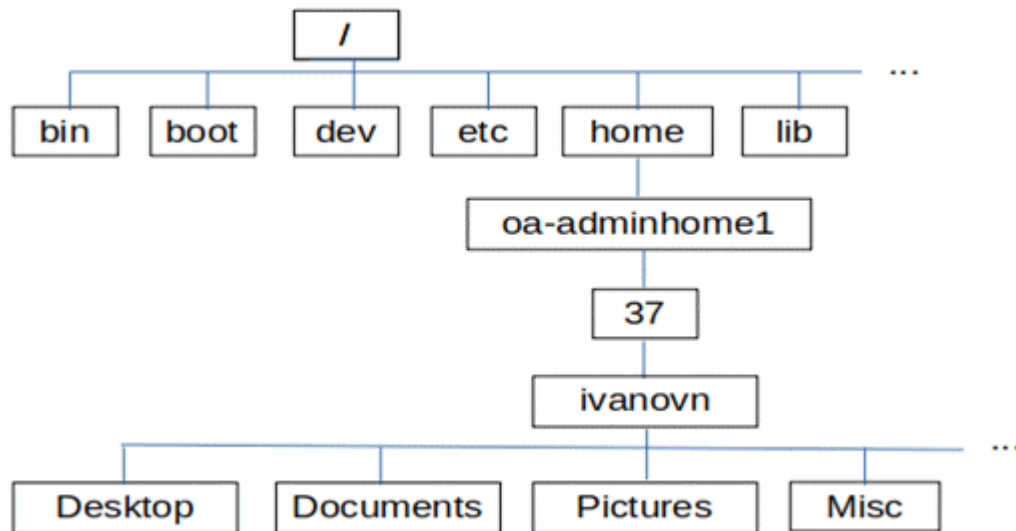 /
...
bin boot dev etc home lib
oa-adminhome1
37
ivanovn
...
Desktop Documents Pictures Misc